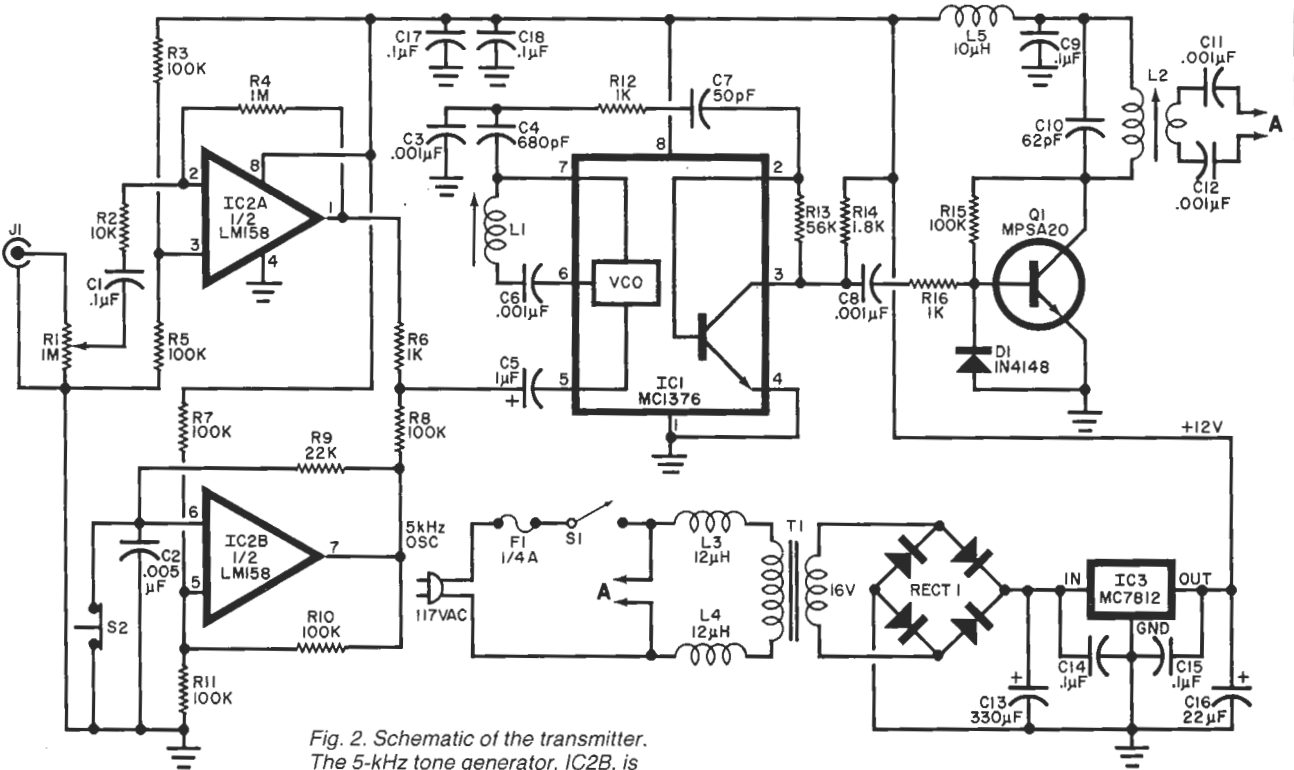 R3
100K
C17
.1μF
C18
.1μF
L5
10μH
C9
.1μF
L2
C11
.001μF
A
C12
.001μF
R4
1M
R12
1K
C7
50pF
C3
.001μF
C4
680pF
C10
62pF
8
2
IC2A
1/2
LM158
1
3
4
R2
10K
C1
.1μF
J1
R1
1M
R5
100K
R6
1K
L1
C6
.001μF
C5
1μF
+
7
6
5
VCO
8
2
3
4
1
IC1
MC1376
R13
56K
R14
1.8K
C8
.001μF
R16
1K
R15
100K
Q1
MPSA20
D1
1N4148
R7
100K
R8
100K
R9
22K
+12V
6
IC2B
1/2
LM158
7
5
5kHz
OSC
C2
.005
μF
S2
R10
100K
R11
100K
117VAC
F1
1/4A
S1
A
L3
12μH
L4
12μH
T1
16V
RECT 1
IN
IC3
MC7812
OUT
GND
C14
.1μF
C15
.1μF
+
C13
330μF
+
C16
22μF
Fig. 2. Schematic of the transmitter.
The 5-kHz tone generator, IC2B, is